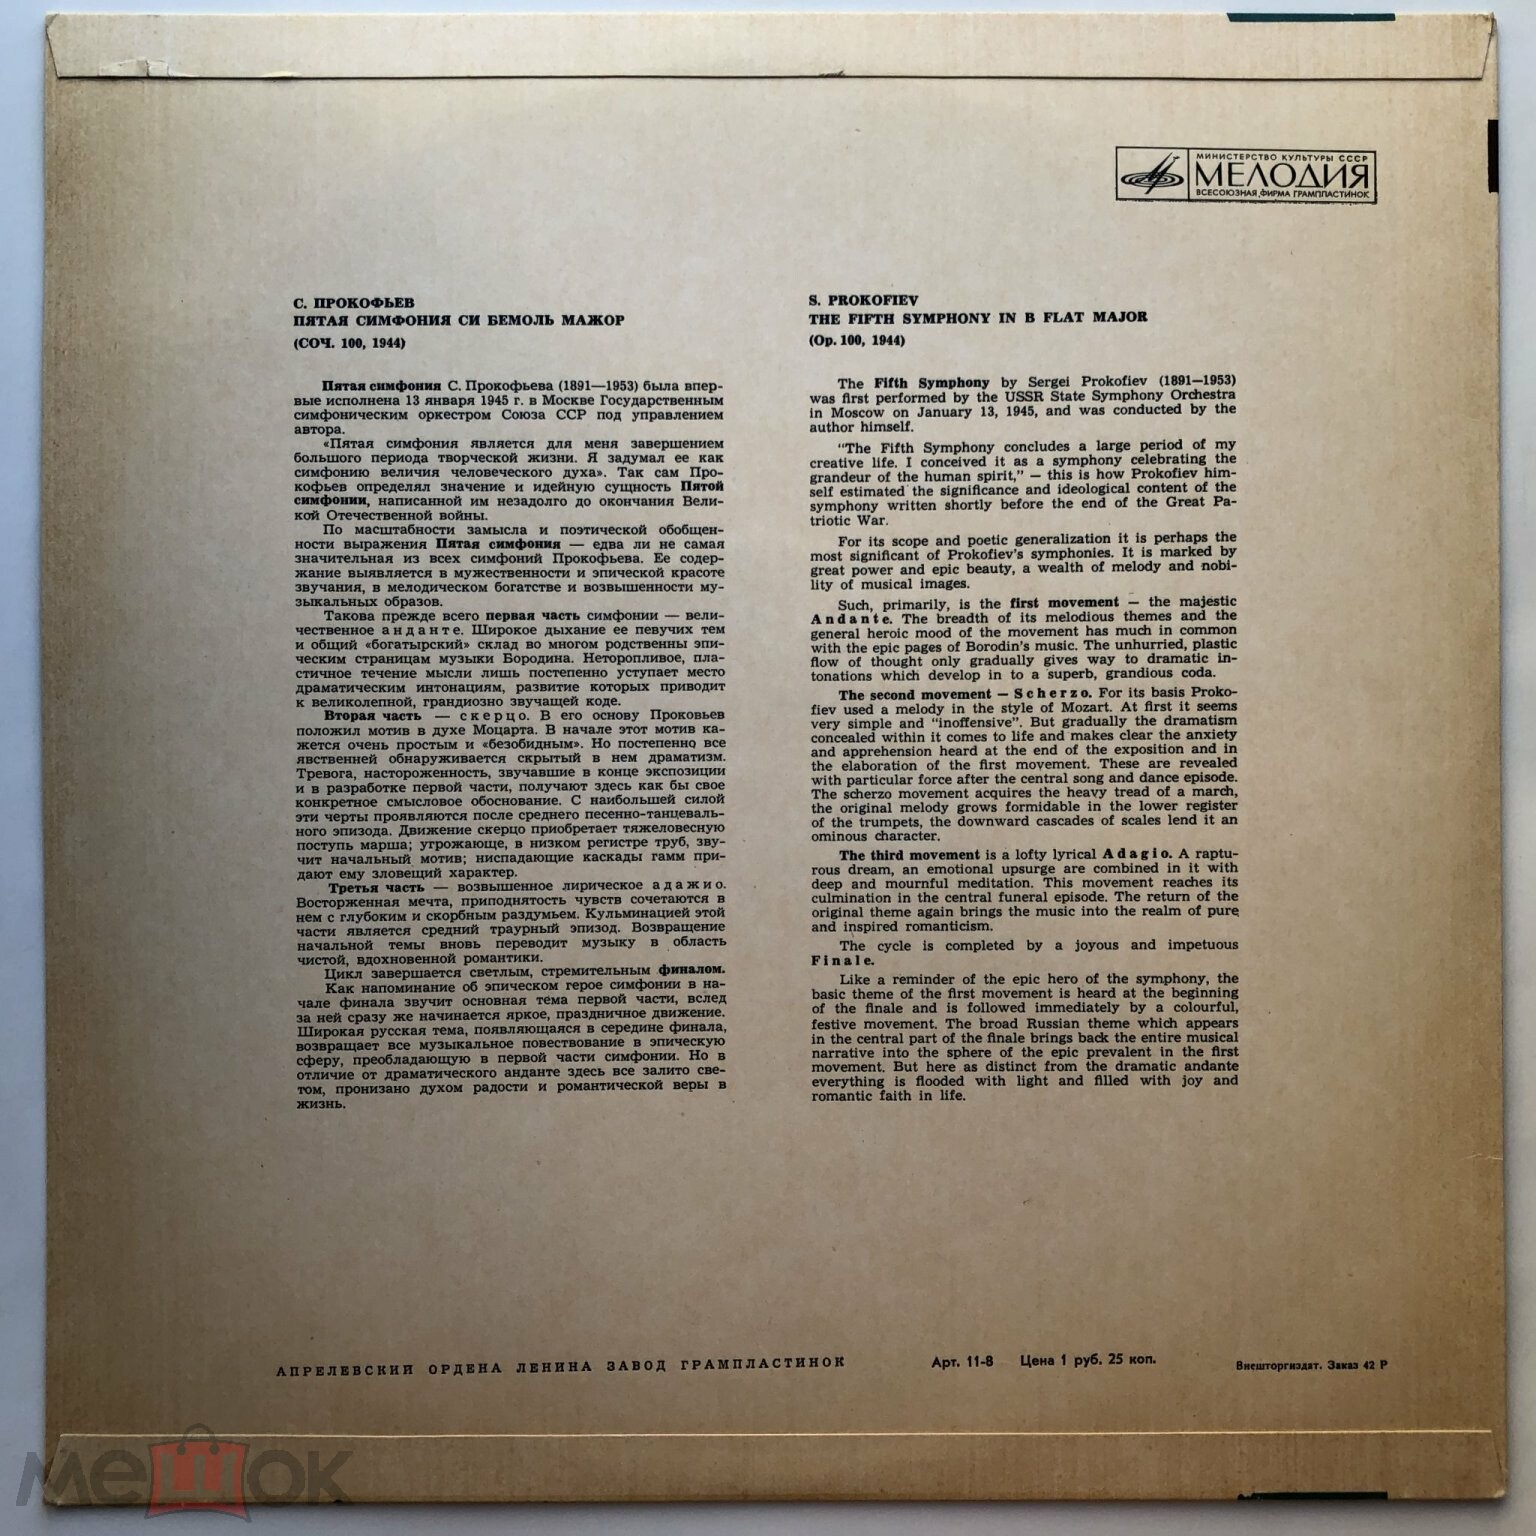 МИНИСТЕРСТВО КУЛЬТУРЫ СССР
МЕЛОДИЯ
ВСЕСОЮЗНАЯ ФИРМА ГРАМПЛАСТИНОК
С. ПРОКОФЬЕВ
ПЯТАЯ СИМФОНИЯ СИ БЕМОЛЬ МАЖОР
(СОЧ. 100, 1944)
Пятая симфония С. Прокофьева (1891—1953) была впер-
вые исполнена 13 января 1945 г. в Москве Государственным
симфоническим оркестром Союза ССР под управлением
автора.
«Пятая симфония является для меня завершением
большого периода творческой жизни. Я задумал ее как
симфонию величия человеческого духа». Так сам Про-
кофьев определял значение и идейную сущность Пятой
симфонии, написанной им незадолго до окончания Вели-
кой Отечественной войны.
По масштабности замысла и поэтической обобщен-
ности выражения Пятая симфония — едва ли не самая
значительная из всех симфоний Прокофьева. Ее содер-
жание выявляется в мужественности и эпической красоте
звучания, в мелодическом богатстве и возвышенности му-
зыкальных образов.
Такова прежде всего первая часть симфонии — вели-
чественное анданте. Широкое дыхание ее певучих тем
и общий «богатырский» склад во многом родственны эпи-
ческим страницам музыки Бородина. Неторопливое, пла-
стичное течение мысли лишь постепенно уступает место
драматическим интонациям, развитие которых приводит
к великолепной, грандиозно звучащей коде.
Вторая часть — скерцо. В его основу Проковьев
положил мотив в духе Моцарта. В начале этот мотив ка-
жется очень простым и «безобидным». Но постепенно все
явственней обнаруживается скрытый в нем драматизм.
Тревога, настороженность, звучавшие в конце экспозиции
и в разработке первой части, получают здесь как бы свое
конкретное смысловое обоснование. С наибольшей силой
эти черты проявляются после среднего песенно-танцеваль-
ного эпизода. Движение скерцо приобретает тяжеловесную
поступь марша; угрожающе, в низком регистре труб, зву-
чит начальный мотив; ниспадающие каскады гамм при-
дают ему зловещий характер.
Третья часть — возвышенное лирическое адажио.
Восторженная мечта, приподнятость чувств сочетаются в
нем с глубоким и скорбным раздумьем. Кульминацией этой
части является средний траурный эпизод. Возвращение
начальной темы вновь переводит музыку в область
чистой, вдохновенной романтики.
Цикл завершается светлым, стремительным финалом.
Как напоминание об эпическом герое симфонии в на-
чале финала звучит основная тема первой части, вслед
за ней сразу же начинается яркое, праздничное движение.
Широкая русская тема, появляющаяся в середине финала,
возвращает все музыкальное повествование в эпическую
сферу, преобладающую в первой части симфонии. Но в
отличие от драматического анданте здесь все залито све-
том, пронизано духом радости и романтической веры в
жизнь.
S. PROKOFIEV
THE FIFTH SYMPHONY IN B FLAT MAJOR
(Op. 100, 1944)
The Fifth Symphony by Sergei Prokofiev (1891—1953)
was first performed by the USSR State Symphony Orchestra
in Moscow on January 13, 1945, and was conducted by the
author himself.
"The Fifth Symphony concludes a large period of my
creative life. I conceived it as a symphony celebrating the
grandeur of the human spirit," — this is how Prokofiev him-
self estimated the significance and ideological content of the
symphony written shortly before the end of the Great Pa-
triotic War.
For its scope and poetic generalization it is perhaps the
most significant of Prokofiev's symphonies. It is marked by
great power and epic beauty, a wealth of melody and nobi-
lity of musical images.
Such, primarily, is the first movement — the majestic
Andante. The breadth of its melodious themes and the
general heroic mood of the movement has much in common
with the epic pages of Borodin's music. The unhurried, plastic
flow of thought only gradually gives way to dramatic in-
tonations which develop in to a superb, grandious coda.
The second movement — Scherzo. For its basis Proko-
fiev used a melody in the style of Mozart. At first it seems
very simple and "inoffensive". But gradually the dramatism
concealed within it comes to life and makes clear the anxiety
and apprehension heard at the end of the exposition and in
the elaboration of the first movement. These are revealed
with particular force after the central song and dance episode.
The scherzo movement acquires the heavy tread of a march,
the original melody grows formidable in the lower register
of the trumpets, the downward cascades of scales lend it an
ominous character.
The third movement is a lofty lyrical Adagio. A raptu-
rous dream, an emotional upsurge are combined in it with
deep and mournful meditation. This movement reaches its
culmination in the central funeral episode. The return of the
original theme again brings the music into the realm of pure
and inspired romanticism.
The cycle is completed by a joyous and impetuous
Finale.
Like a reminder of the epic hero of the symphony, the
basic theme of the first movement is heard at the beginning
of the finale and is followed immediately by a colourful,
festive movement. The broad Russian theme which appears
in the central part of the finale brings back the entire musical
narrative into the sphere of the epic prevalent in the first
movement. But here as distinct from the dramatic andante
everything is flooded with light and filled with joy and
romantic faith in life.
АПРЕЛЕВСКИЙ ОРДЕНА ЛЕНИНА ЗАВОД ГРАМПЛАСТИНОК
Арт. 11-8 Цена 1 руб. 25 коп.
Внешторгиздат. Заказ 42 Р
мешок